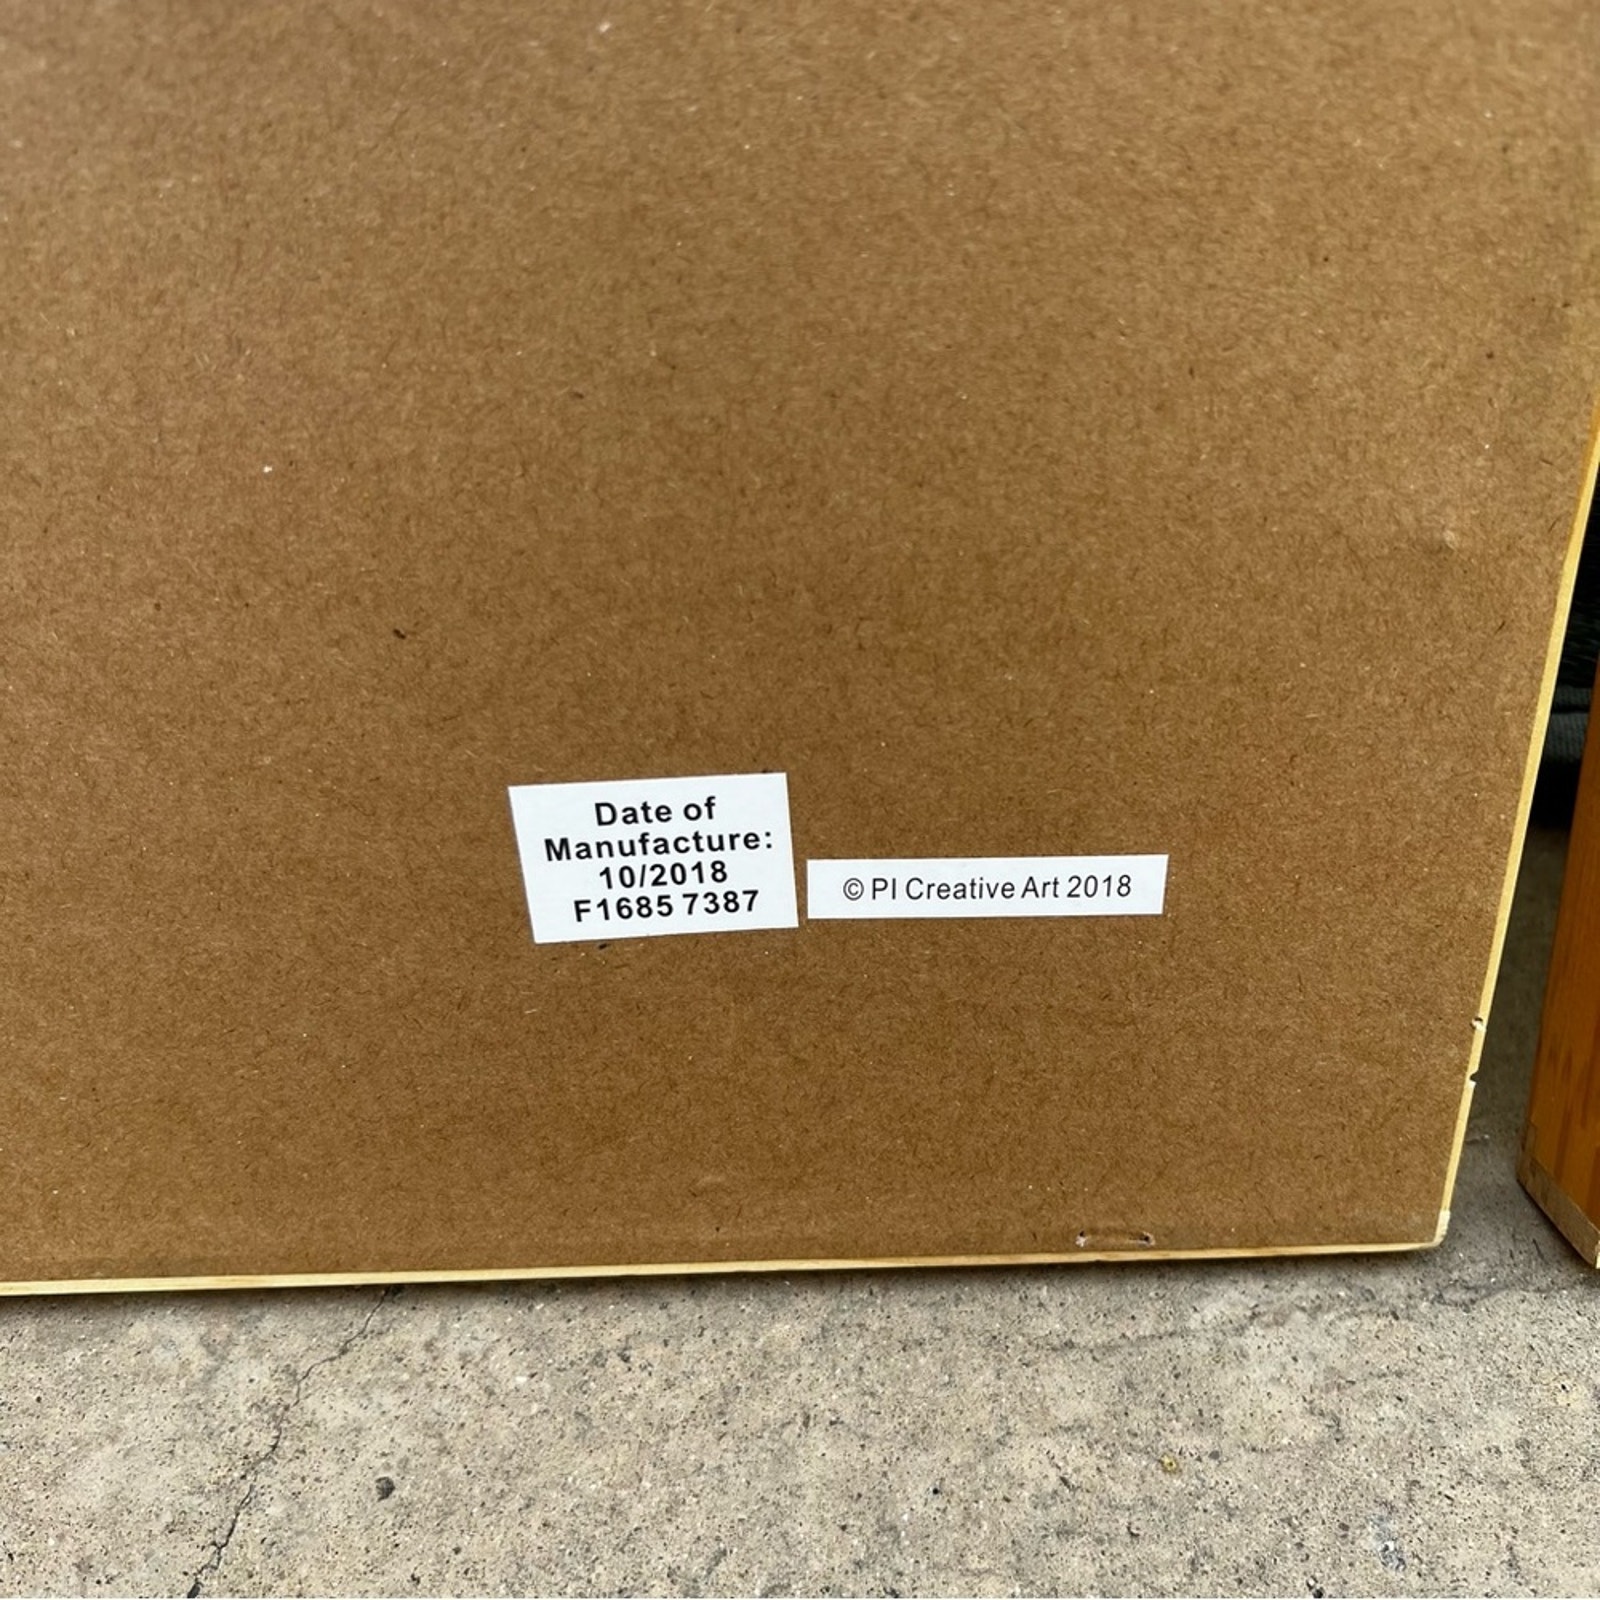 Date of
Manufacture:
10/2018
F1685 7387
© PI Creative Art 2018